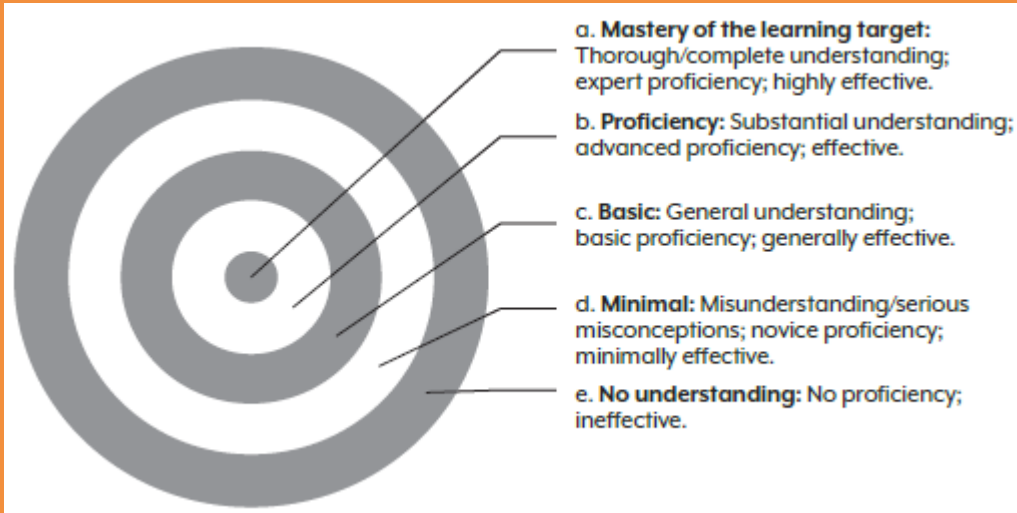 a. Mastery of the learning target:
Thorough/complete understanding;
expert proficiency; highly effective.
b. Proficiency: Substantial understanding;
advanced proficiency; effective.
c. Basic: General understanding;
basic proficiency; generally effective.
d. Minimal: Misunderstanding/serious
misconceptions; novice proficiency;
minimally effective.
e. No understanding: No proficiency;
ineffective.